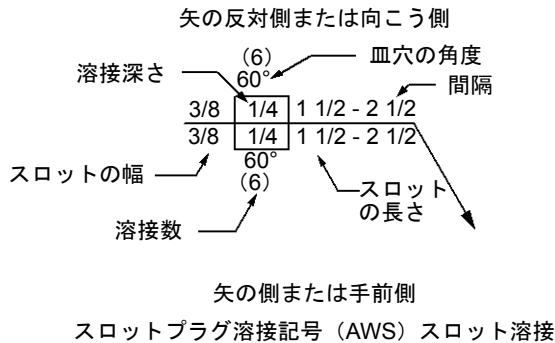 矢の反対側または向こう側
(6)
皿穴の角度
溶接深さ
60°
間隔
3/8 1/4 1 1/2 - 2 1/2
3/8 1/4 1 1/2 - 2 1/2
60°
スロットの幅
(6)
スロット
の長さ
溶接数
矢の側または手前側
スロットプラグ溶接記号（AWS）スロット溶接